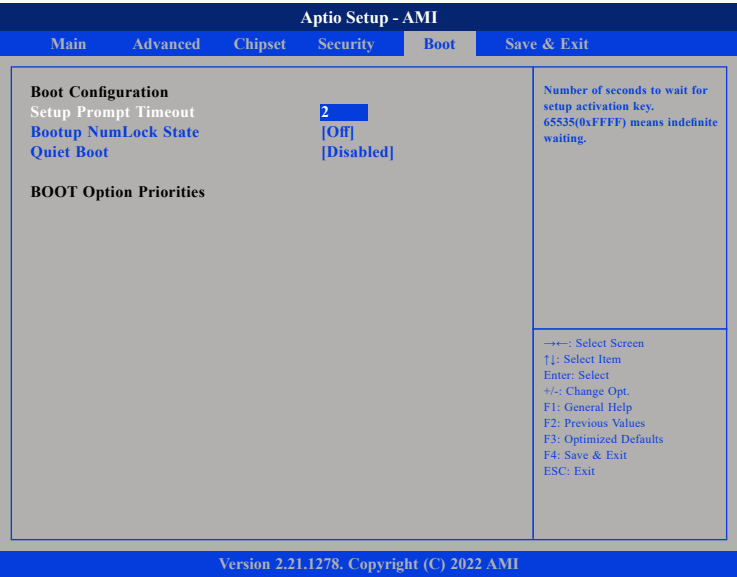 Aptio Setup - AMI
Main Advanced Chipset Security Boot Save & Exit
Boot Configuration
Setup Prompt Timeout 2
Bootup NumLock State [Off]
Quiet Boot [Disabled]
BOOT Option Priorities
Number of seconds to wait for
setup activation key.
65535(0xFFFF) means indefinite
waiting.
→←: Select Screen
↑↓: Select Item
Enter: Select
+/-: Change Opt.
F1: General Help
F2: Previous Values
F3: Optimized Defaults
F4: Save & Exit
ESC: Exit
Version 2.21.1278. Copyright (C) 2022 AMI